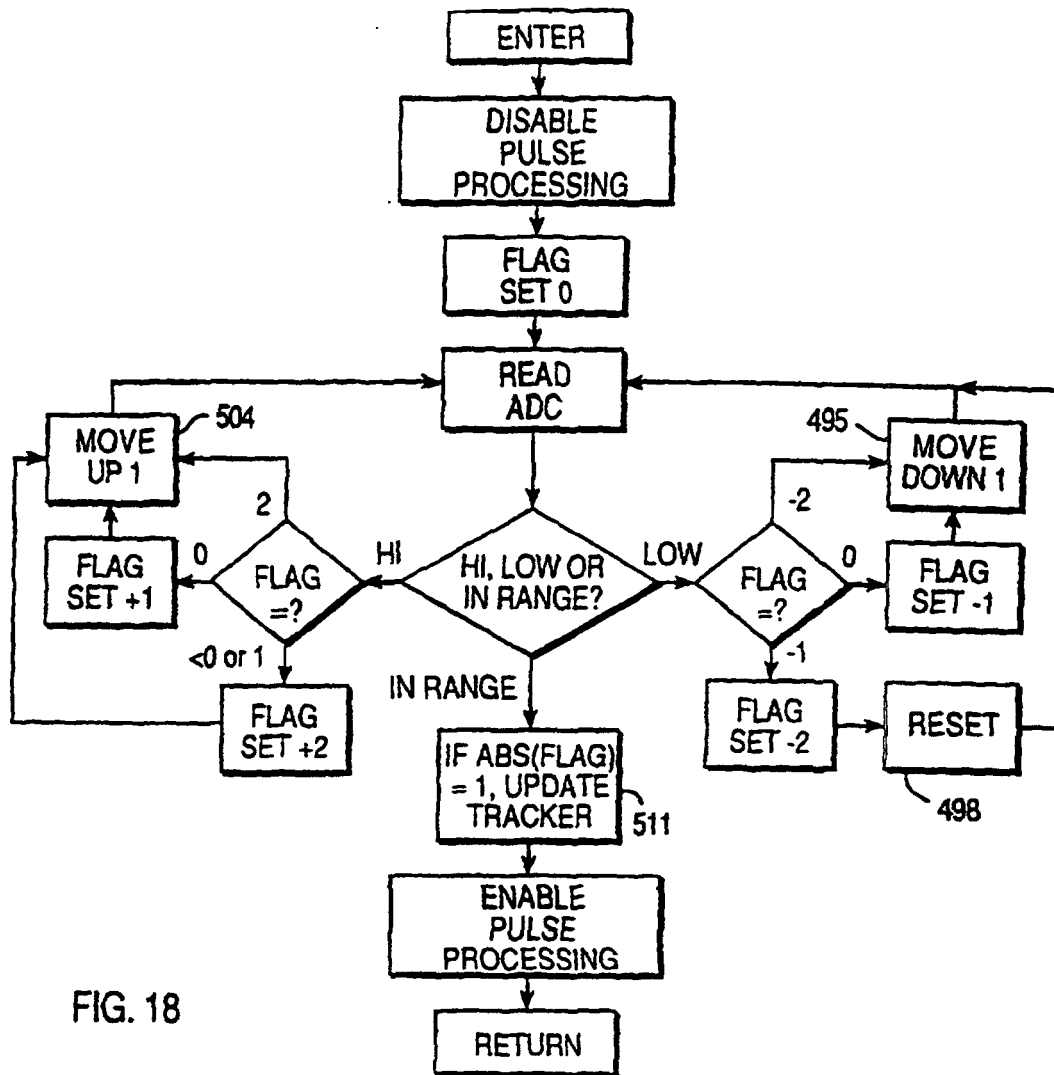 ENTER
DISABLE
PULSE
PROCESSING
FLAG
SET 0
READ
ADC
504
MOVE
UP 1
495
MOVE
DOWN 1
2
-2
0
FLAG
SET +1
FLAG
=?
HI
HI, LOW OR
IN RANGE?
LOW
FLAG
=?
0
FLAG
SET -1
<0 or 1
-1
IN RANGE
FLAG
SET +2
FLAG
SET -2
RESET
498
IF ABS(FLAG)
= 1, UPDATE
TRACKER
511
ENABLE
PULSE
PROCESSING
RETURN
FIG. 18